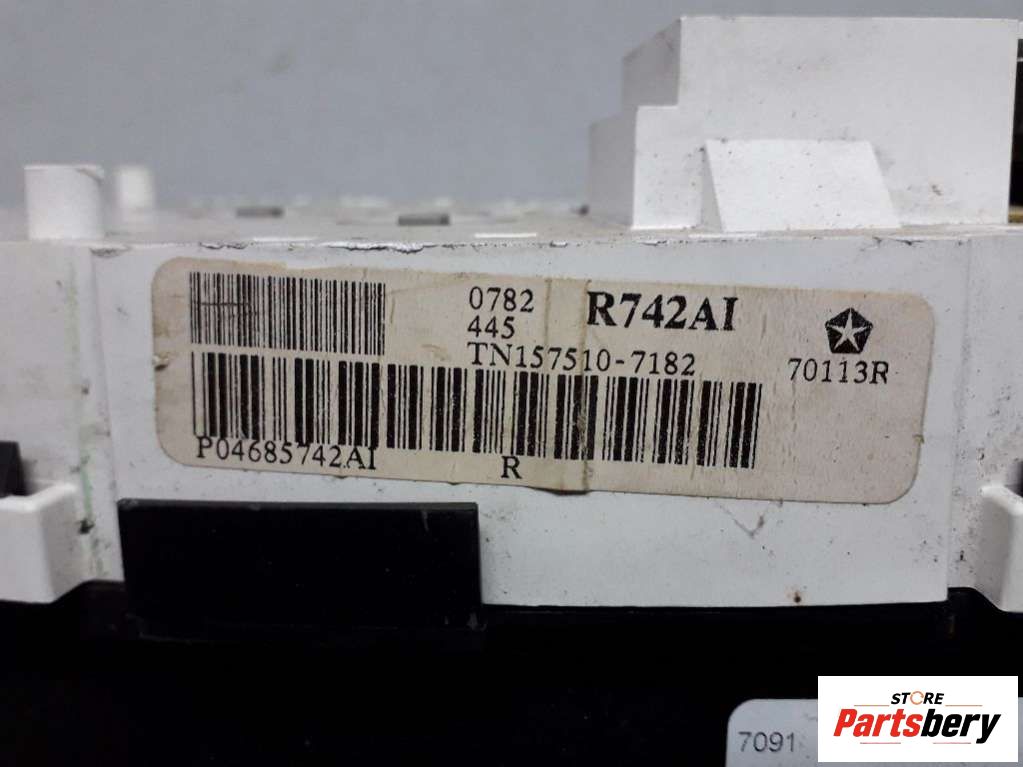 0782 R742AI
445
TN157510-7182 70113R
P04685742AI R
7091
STORE
Partsbery